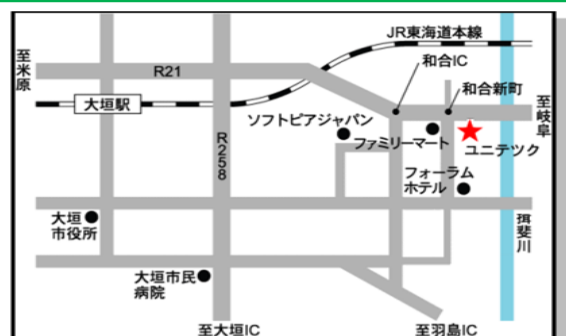 JR東海道本線
至米原
和合IC
R21
和合新町
大垣駅
至岐阜
ソフトピアジャパン
R258
ファミリーマート
ユニテツク
フォーラム
ホテル
大垣
市役所
揖斐川
大垣市民
病院
至大垣IC
至羽島IC